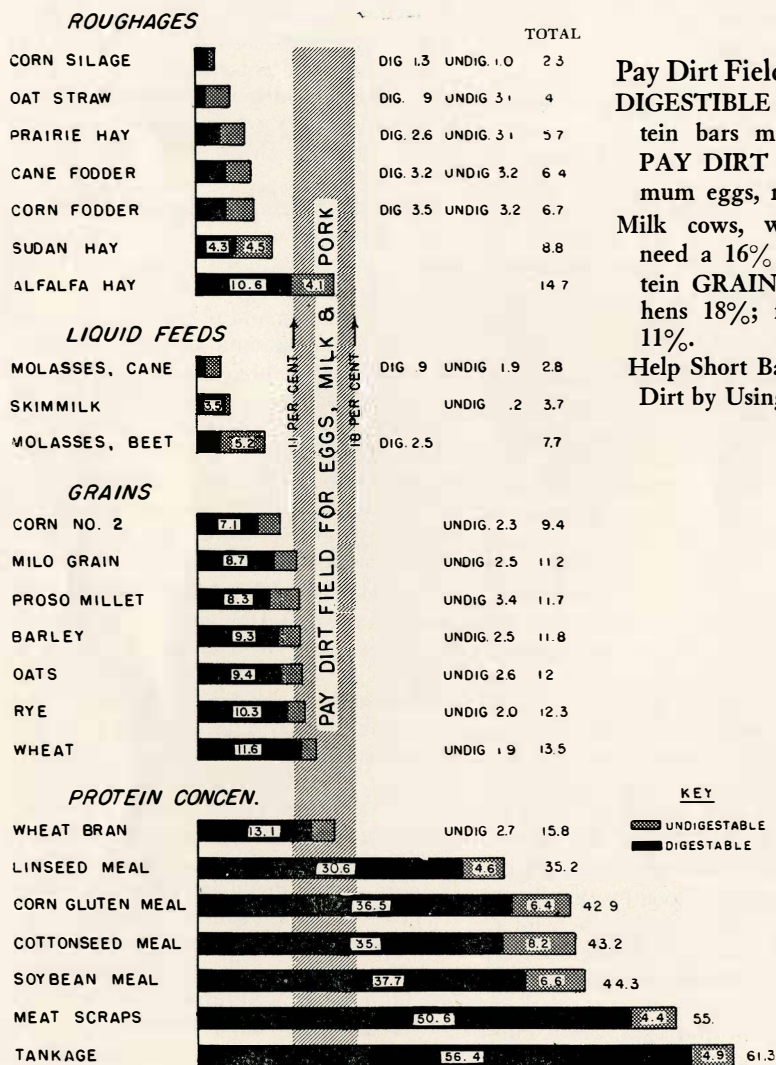 ROUGHAGES
TOTAL
CORN SILAGE DIG 1.3 UNDIG. 1.0 2 3
OAT STRAW DIG. 9 UNDIG 3 1 4
PRAIRIE HAY DIG. 2.6 UNDIG. 3 1 5 7
CANE FODDER DIG. 3.2 UNDIG 3.2 6 4
CORN FODDER DIG 3.5 UNDIG 3.2 6.7
SUDAN HAY 4.3 4.5 8.8
ALFALFA HAY 10.6 4.1 14 7
LIQUID FEEDS
MOLASSES, CANE DIG .9 UNDIG 1.9 2.8
SKIMMILK 3.5 UNDIG .2 3.7
MOLASSES, BEET 5.2 DIG. 2.5 7.7
11 PER CENT
18 PER CENT
PAY DIRT FIELD FOR EGGS, MILK & PORK
GRAINS
CORN NO. 2 7.1 UNDIG. 2.3 9.4
MILO GRAIN 8.7 UNDIG 2.5 11 2
PROSO MILLET 8.3 UNDIG 3.4 11.7
BARLEY 9.3 UNDIG. 2.5 11.8
OATS 9.4 UNDIG 2.6 12
RYE 10.3 UNDIG 2.0 12.3
WHEAT 11.6 UNDIG 1 9 13.5
PROTEIN CONCEN.
WHEAT BRAN 13.1 UNDIG 2.7 15.8
LINSEED MEAL 30.6 4.6 35.2
CORN GLUTEN MEAL 36.5 6.4 42 9
COTTONSEED MEAL 35. 8.2 43.2
SOYBEAN MEAL 37.7 6.6 44.3
MEAT SCRAPS 50.6 4.4 55.
TANKAGE 56.4 4.9 61.3
KEY
UNDIGESTABLE
DIGESTABLE
Pay Dirt Field
DIGESTIBLE
tein bars m
PAY DIRT
mum eggs,
Milk cows, w
need a 16%
tein GRAIN
hens 18%;
11%.
Help Short Ba
Dirt by Using